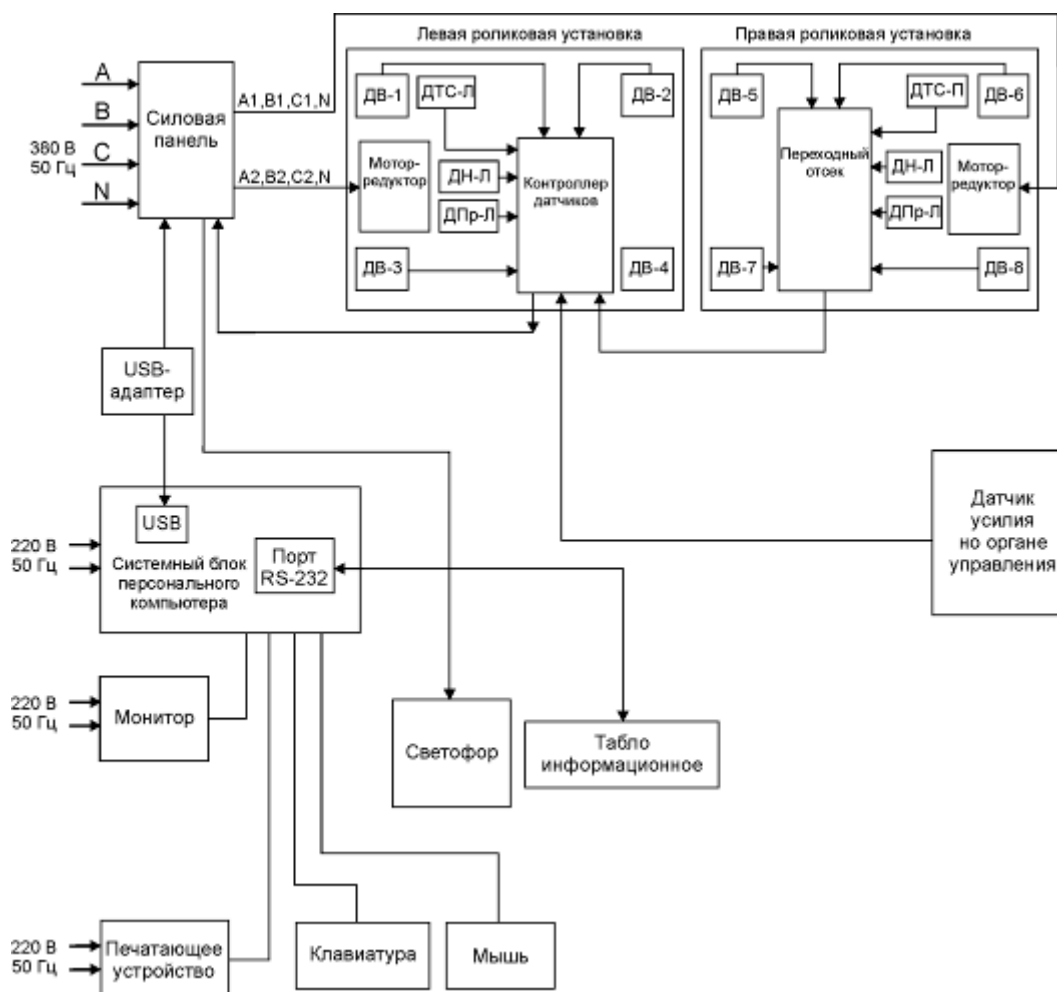 Левая роликовая установка
Правая роликовая установка
A
B
C
N
380 В
50 Гц
Силовая
панель
A1,B1,C1,N
A2,B2,C2,N
ДВ-1
ДТС-Л
ДВ-2
Мотор-
редуктор
ДН-Л
ДПр-Л
Контроллер
датчиков
ДВ-3
ДВ-4
ДВ-5
ДТС-П
ДВ-6
Переходный
отсек
ДН-Л
ДПр-Л
Мотор-
редуктор
ДВ-7
ДВ-8
USB-
адаптер
USB
220 В
50 Гц
Системный блок
персонального
компьютера
Порт
RS-232
Датчик
усилия
но органе
управления
220 В
50 Гц
Монитор
Светофор
Табло
информационное
220 В
50 Гц
Печатающее
устройство
Клавиатура
Мышь